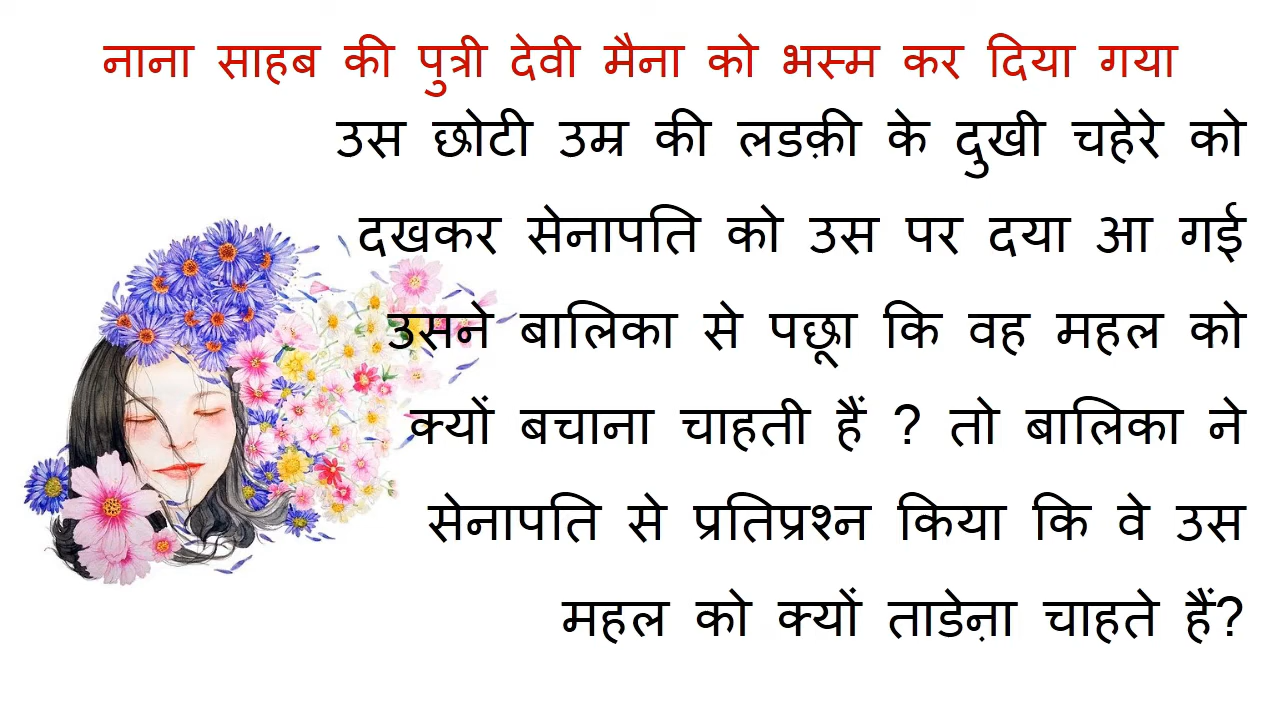 नाना साहब की पुत्री देवी मैना को भस्म कर दिया गया
उस छोटी उम्र की लडक़ी के दुखी चहेरे को
दखकर सेनापति को उस पर दया आ गई
उसने बालिका से पछूा कि वह महल को
क्यों बचाना चाहती हैं ? तो बालिका ने
सेनापति से प्रतिप्रश्न किया कि वे उस
महल को क्यों ताडेऩा चाहते हैं?